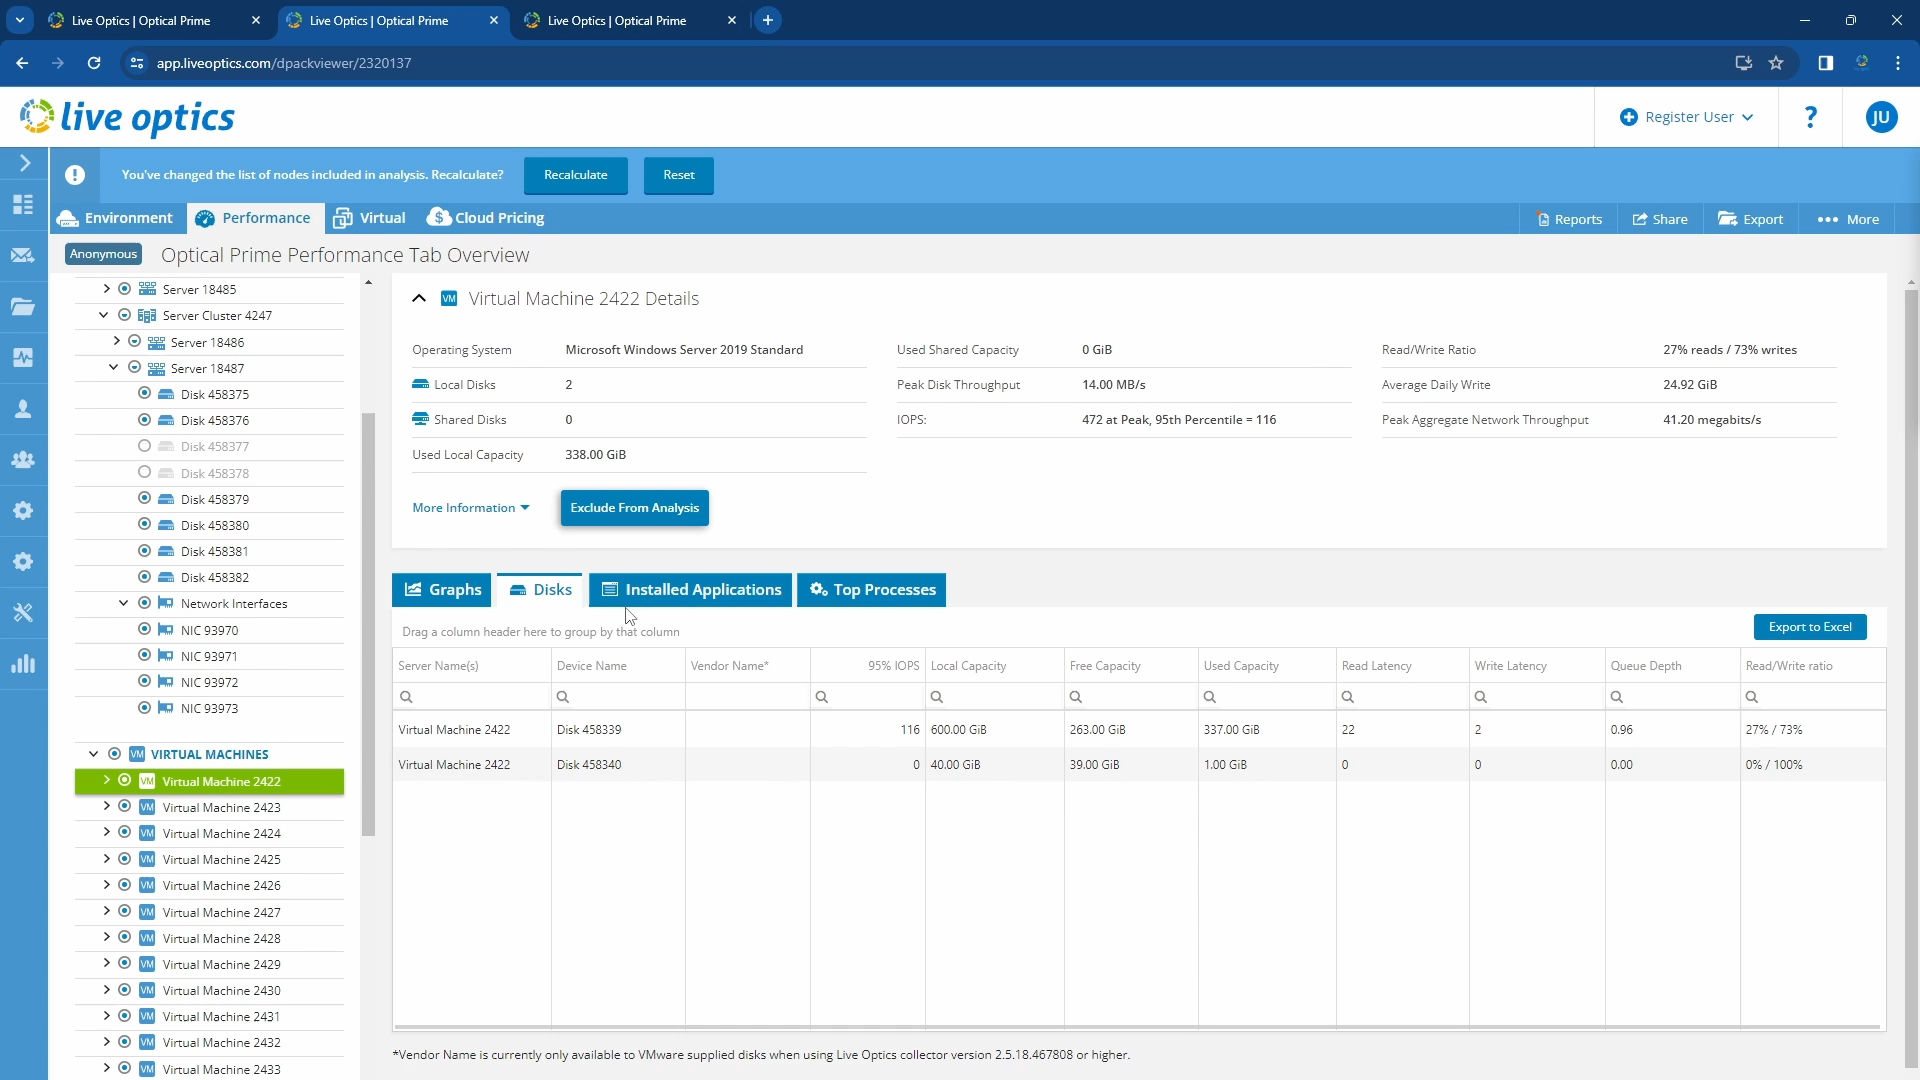 Live Optics | Optical Prime
Live Optics | Optical Prime
Live Optics | Optical Prime
app.liveoptics.com/dpackviewer/2320137
live optics
Register User
?
JU
You've changed the list of nodes included in analysis. Recalculate?
Recalculate
Reset
Environment
Performance
Virtual
Cloud Pricing
Reports
Share
Export
More
Anonymous
Optical Prime Performance Tab Overview
Server 18485
Server Cluster 4247
Server 18486
Server 18487
Disk 458375
Disk 458376
Disk 458377
Disk 458378
Disk 458379
Disk 458380
Disk 458381
Disk 458382
Network Interfaces
NIC 93970
NIC 93971
NIC 93972
NIC 93973
VM VIRTUAL MACHINES
VM Virtual Machine 2422
VM Virtual Machine 2423
VM Virtual Machine 2424
VM Virtual Machine 2425
VM Virtual Machine 2426
VM Virtual Machine 2427
VM Virtual Machine 2428
VM Virtual Machine 2429
VM Virtual Machine 2430
VM Virtual Machine 2431
VM Virtual Machine 2432
VM Virtual Machine 2433
VM Virtual Machine 2422 Details
Operating System Microsoft Windows Server 2019 Standard
Local Disks 2
Shared Disks 0
Used Local Capacity 338.00 GiB
Used Shared Capacity 0 GiB
Peak Disk Throughput 14.00 MB/s
IOPS: 472 at Peak, 95th Percentile = 116
Read/Write Ratio 27% reads / 73% writes
Average Daily Write 24.92 GiB
Peak Aggregate Network Throughput 41.20 megabits/s
More Information
Exclude From Analysis
Graphs
Disks
Installed Applications
Top Processes
Drag a column header here to group by that column
Export to Excel
Server Name(s) Device Name Vendor Name* 95% IOPS Local Capacity Free Capacity Used Capacity Read Latency Write Latency Queue Depth Read/Write ratio
Virtual Machine 2422 Disk 458339 116 600.00 GiB 263.00 GiB 337.00 GiB 22 2 0.96 27% / 73%
Virtual Machine 2422 Disk 458340 0 40.00 GiB 39.00 GiB 1.00 GiB 0 0 0.00 0% / 100%
*Vendor Name is currently only available to VMware supplied disks when using Live Optics collector version 2.5.18.467808 or higher.